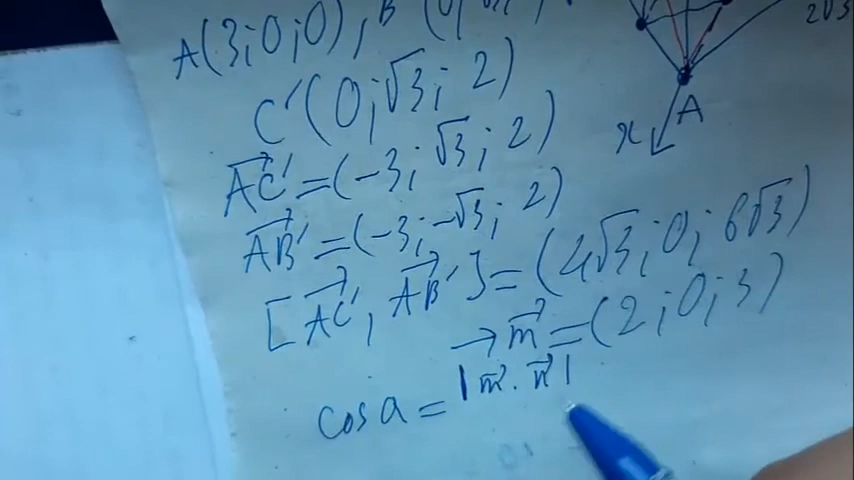 A(3;0;0), B
2√3
C'(0;√3;2)
A
x
AC'=(-3;√3;2)
AB'=(-3;-√3;2)
[AC', AB']=(4√3;0;6√3)
→m=(2;0;3)
cos a = |m.n|